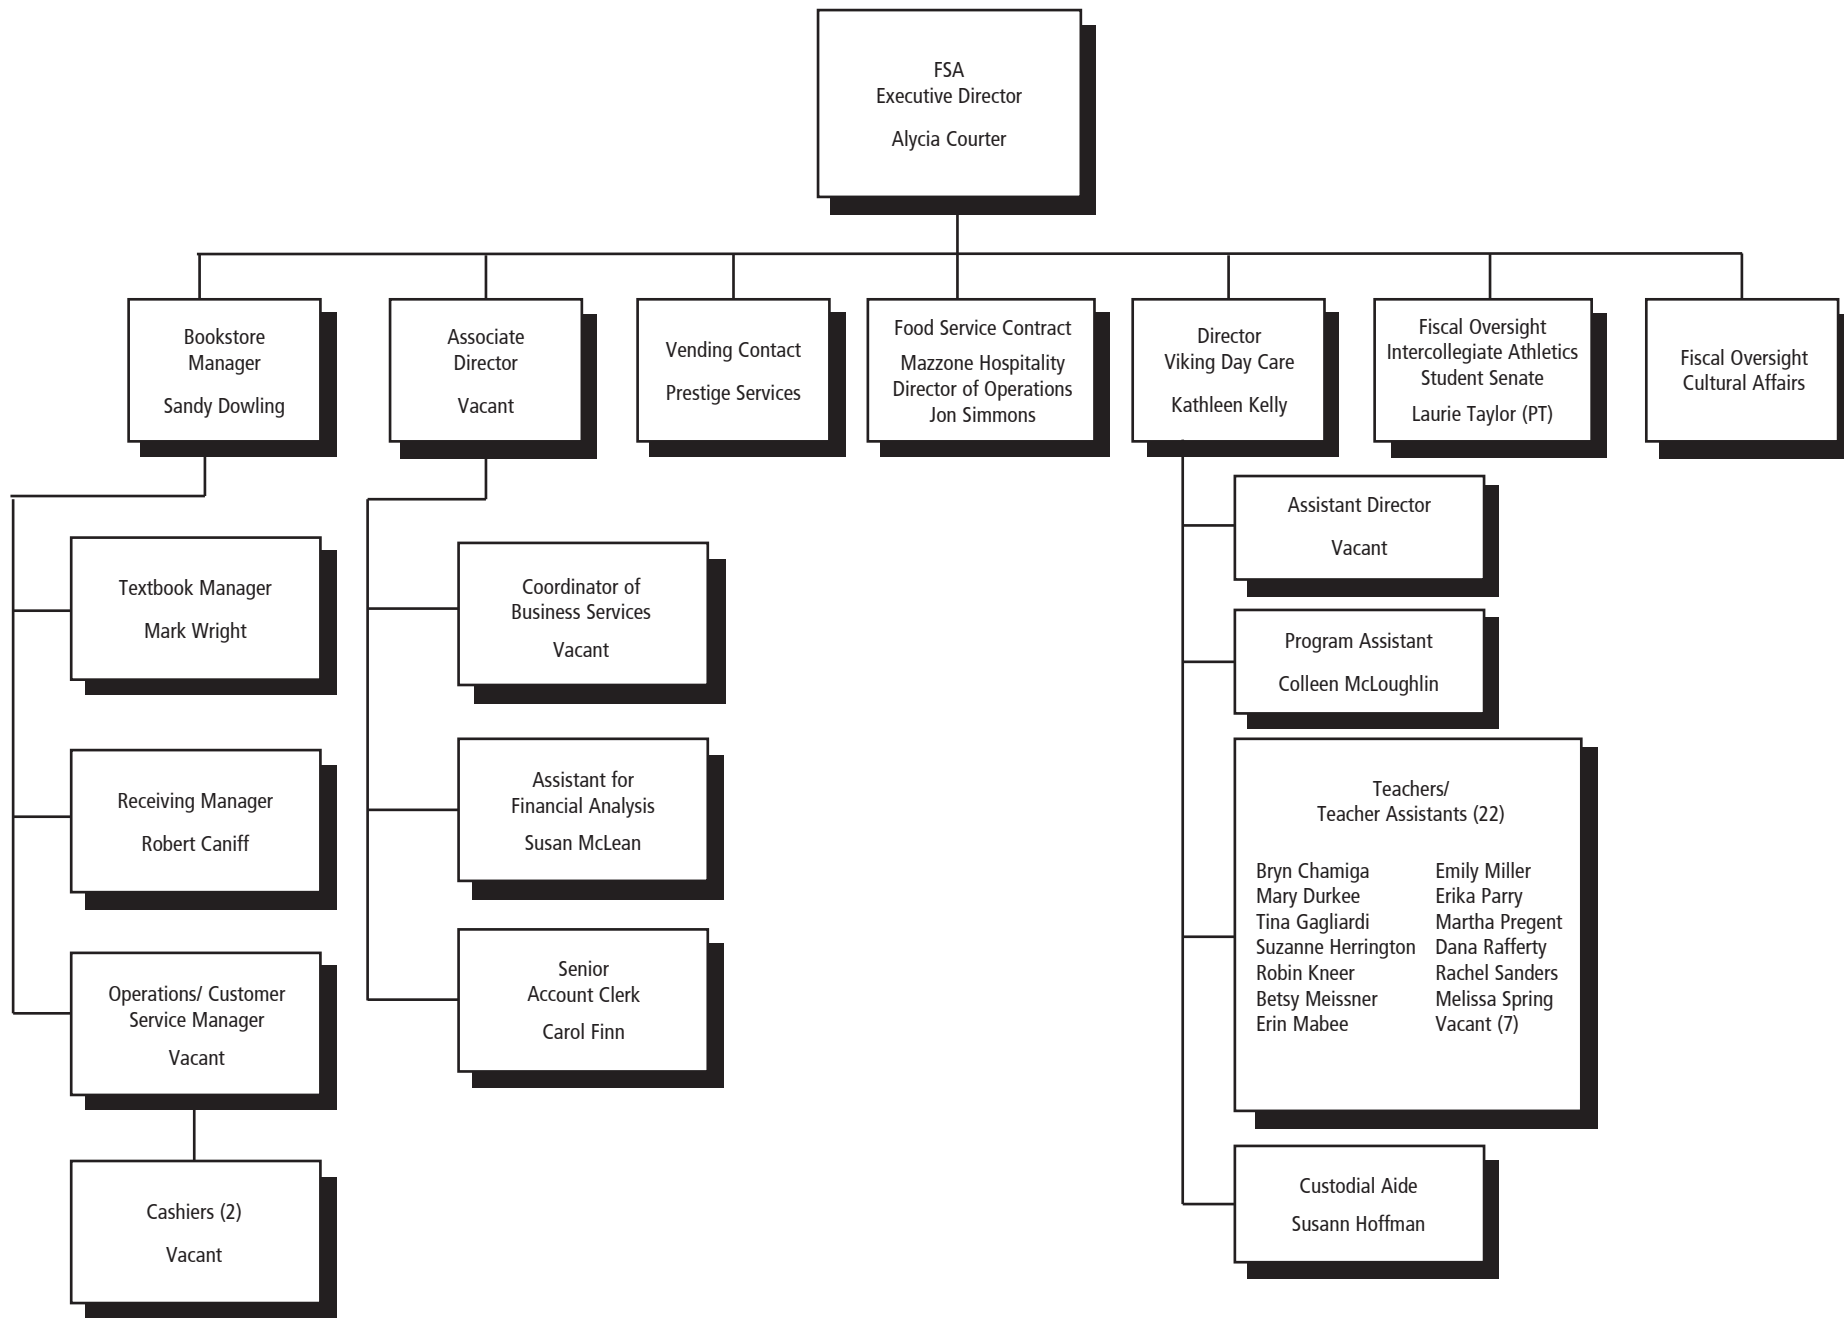 FSA
Executive Director
Alycia Courter
Bookstore
Manager
Sandy Dowling
Associate
Director
Vacant
Vending Contact
Prestige Services
Food Service Contract
Mazzone Hospitality
Director of Operations
Jon Simmons
Director
Viking Day Care
Kathleen Kelly
Fiscal Oversight
Intercollegiate Athletics
Student Senate
Laurie Taylor (PT)
Fiscal Oversight
Cultural Affairs
Textbook Manager
Mark Wright
Receiving Manager
Robert Caniff
Operations/ Customer
Service Manager
Vacant
Cashiers (2)
Vacant
Coordinator of
Business Services
Vacant
Assistant for
Financial Analysis
Susan McLean
Senior
Account Clerk
Carol Finn
Assistant Director
Vacant
Program Assistant
Colleen McLoughlin
Teachers/
Teacher Assistants (22)
Bryn Chamiga
Mary Durkee
Tina Gagliardi
Suzanne Herrington
Robin Kneer
Betsy Meissner
Erin Mabee
Emily Miller
Erika Parry
Martha Pregent
Dana Rafferty
Rachel Sanders
Melissa Spring
Vacant (7)
Custodial Aide
Susann Hoffman